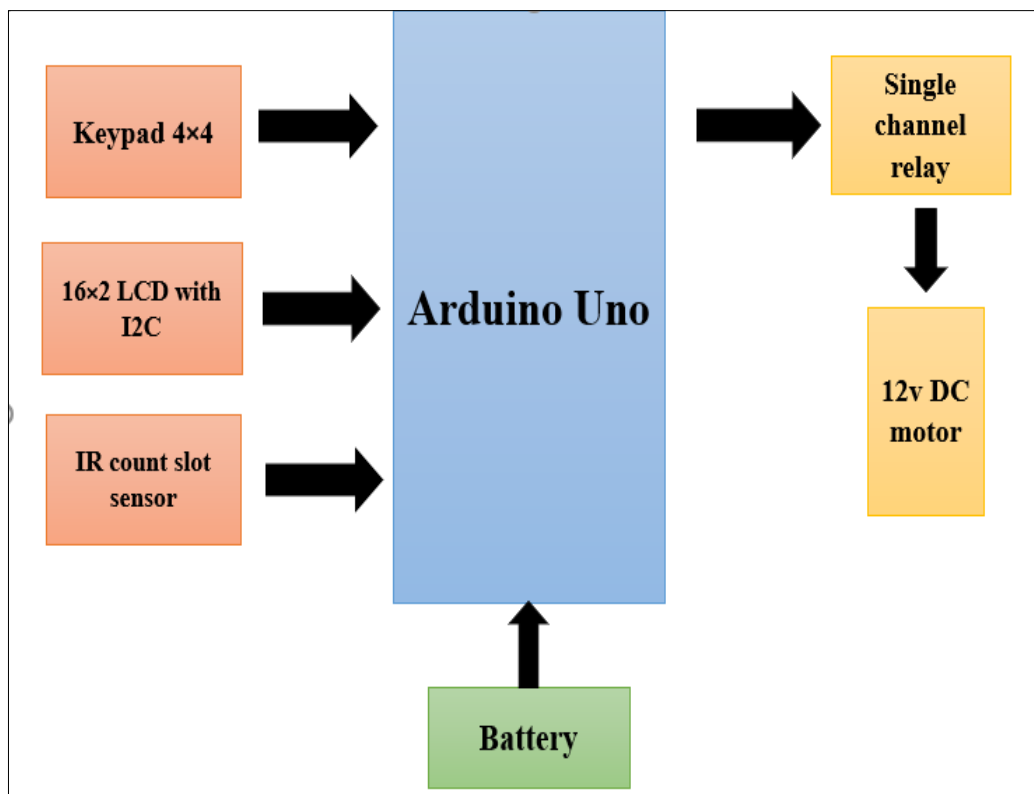 Keypad 4×4
16×2 LCD with
I2C
IR count slot
sensor
Arduino Uno
Battery
Single
channel
relay
12v DC
motor